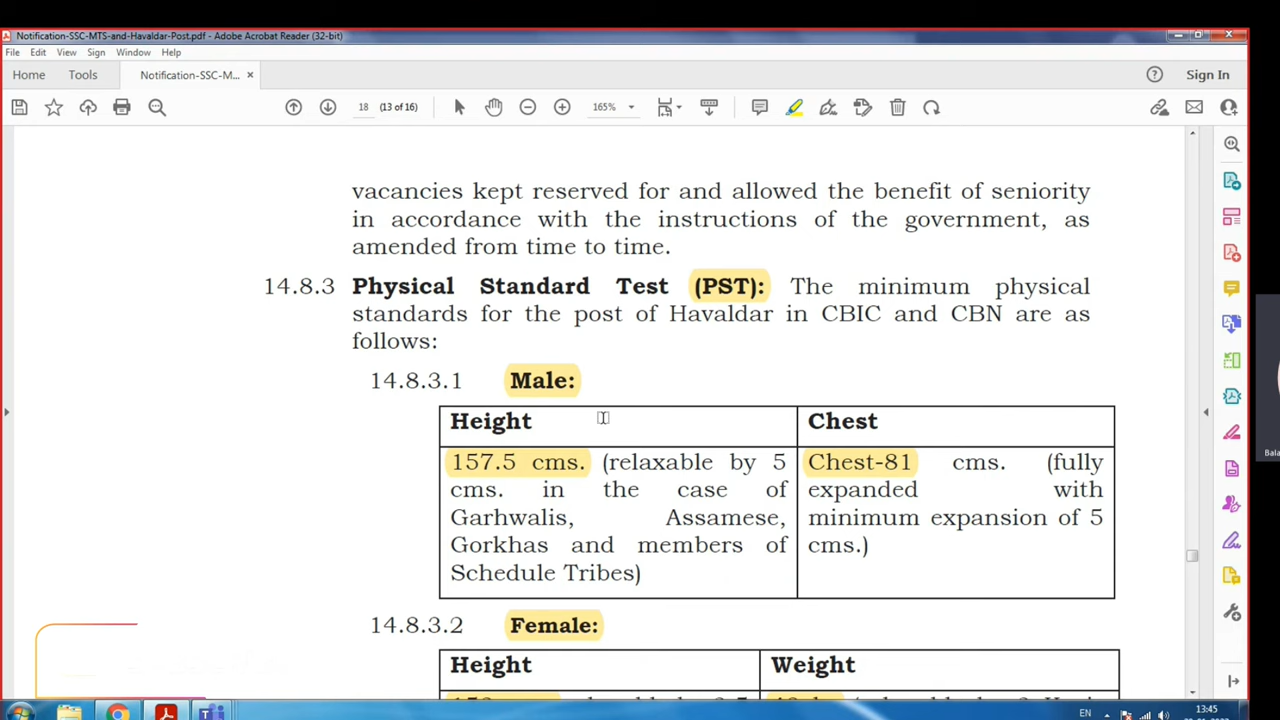 Notification-SSC-MTS-and-Havaldar-Post.pdf - Adobe Acrobat Reader (32-bit)
File Edit View Sign Window Help
Home Tools Notification-SSC-M... × Sign In
18 (13 of 16) 165%
vacancies kept reserved for and allowed the benefit of seniority
in accordance with the instructions of the government, as
amended from time to time.
14.8.3 Physical Standard Test (PST): The minimum physical
standards for the post of Havaldar in CBIC and CBN are as
follows:
14.8.3.1 Male:
Height Chest
157.5 cms. (relaxable by 5 Chest-81 cms. (fully
cms. in the case of expanded with
Garhwalis, Assamese, minimum expansion of 5
Gorkhas and members of cms.)
Schedule Tribes)
14.8.3.2 Female:
Height Weight
Bala
EN 13:45